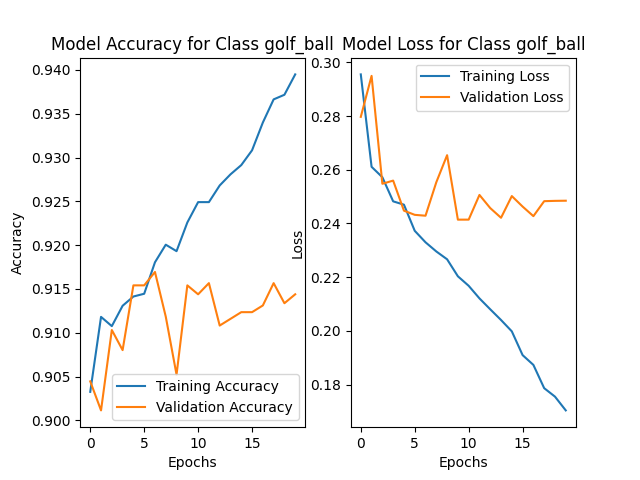 Model Accuracy for Class golf_ball
0.940
0.935
0.930
0.925
0.920
0.915
0.910
0.905
0.900
Accuracy
0
5
10
15
Epochs
Training Accuracy
Validation Accuracy
Model Loss for Class golf_ball
0.30
0.28
0.26
0.24
0.22
0.20
0.18
Loss
0
5
10
15
Epochs
Training Loss
Validation Loss